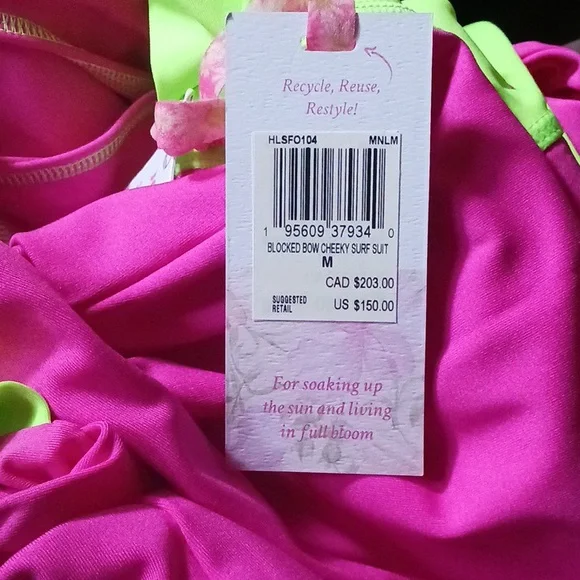 Recycle, Reuse,
Restyle!
HLSFO104 MNLM
1 95609 37934 0
BLOCKED BOW CHEEKY SURF SUIT
M
CAD $203.00
SUGGESTED
RETAIL US $150.00
For soaking up
the sun and living
in full bloom